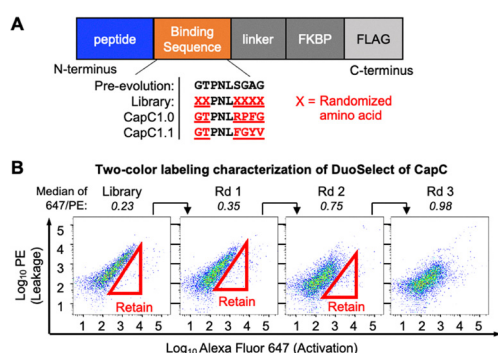 A
peptide
Binding
Sequence
linker
FKBP
FLAG
N-terminus
C-terminus
Pre-evolution: GTPNLSGAG
Library: XXPNLXXXX
X = Randomized
amino acid
CapC1.0 GTPNLRPFG
CapC1.1 GTPNLFGYV
B
Two-color labeling characterization of DuoSelect of CapC
Median of
647/PE:
Library
0.23
Rd 1
0.35
Rd 2
0.75
Rd 3
0.98
Log10 PE
(Leakage)
5
4
3
2
1
Retain
Retain
Retain
1 2 3 4 5
1 2 3 4 5
1 2 3 4 5
1 2 3 4 5
Log10 Alexa Fluor 647 (Activation)